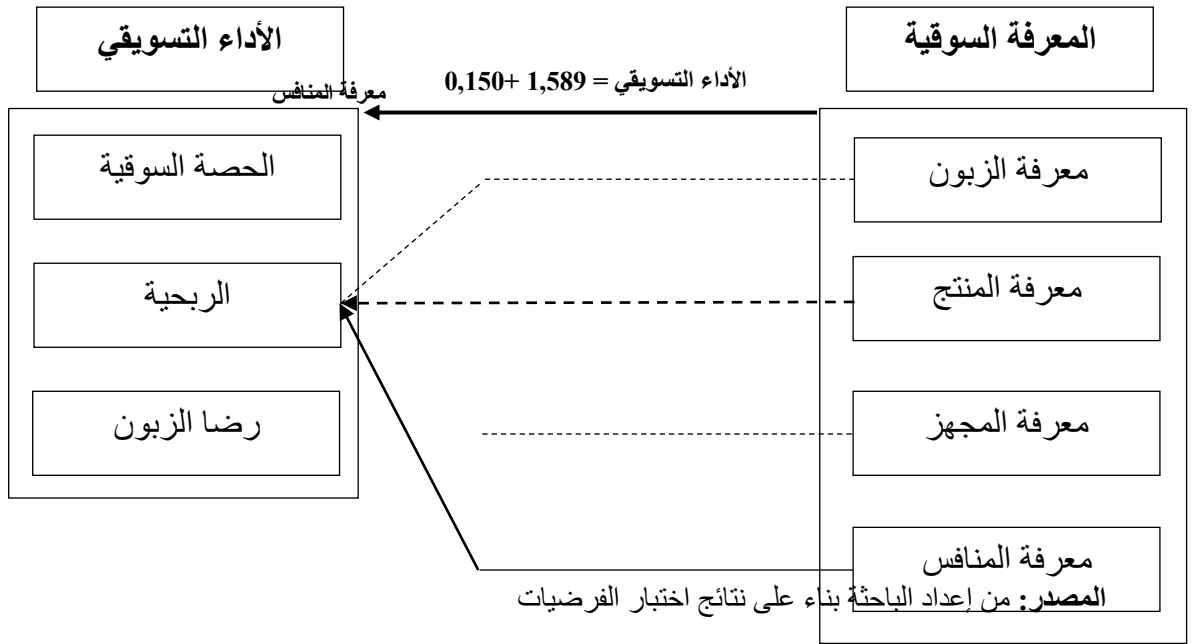 المعرفة السوقية
الأداء التسويقي
الأداء التسويقي = 1,589 +0,150
معرفة المنافس
معرفة الزبون
الحصة السوقية
معرفة المنتج
الربحية
معرفة المجهز
رضا الزبون
معرفة المنافس
المصدر: من إعداد الباحثة بناء على نتائج اختبار الفرضيات